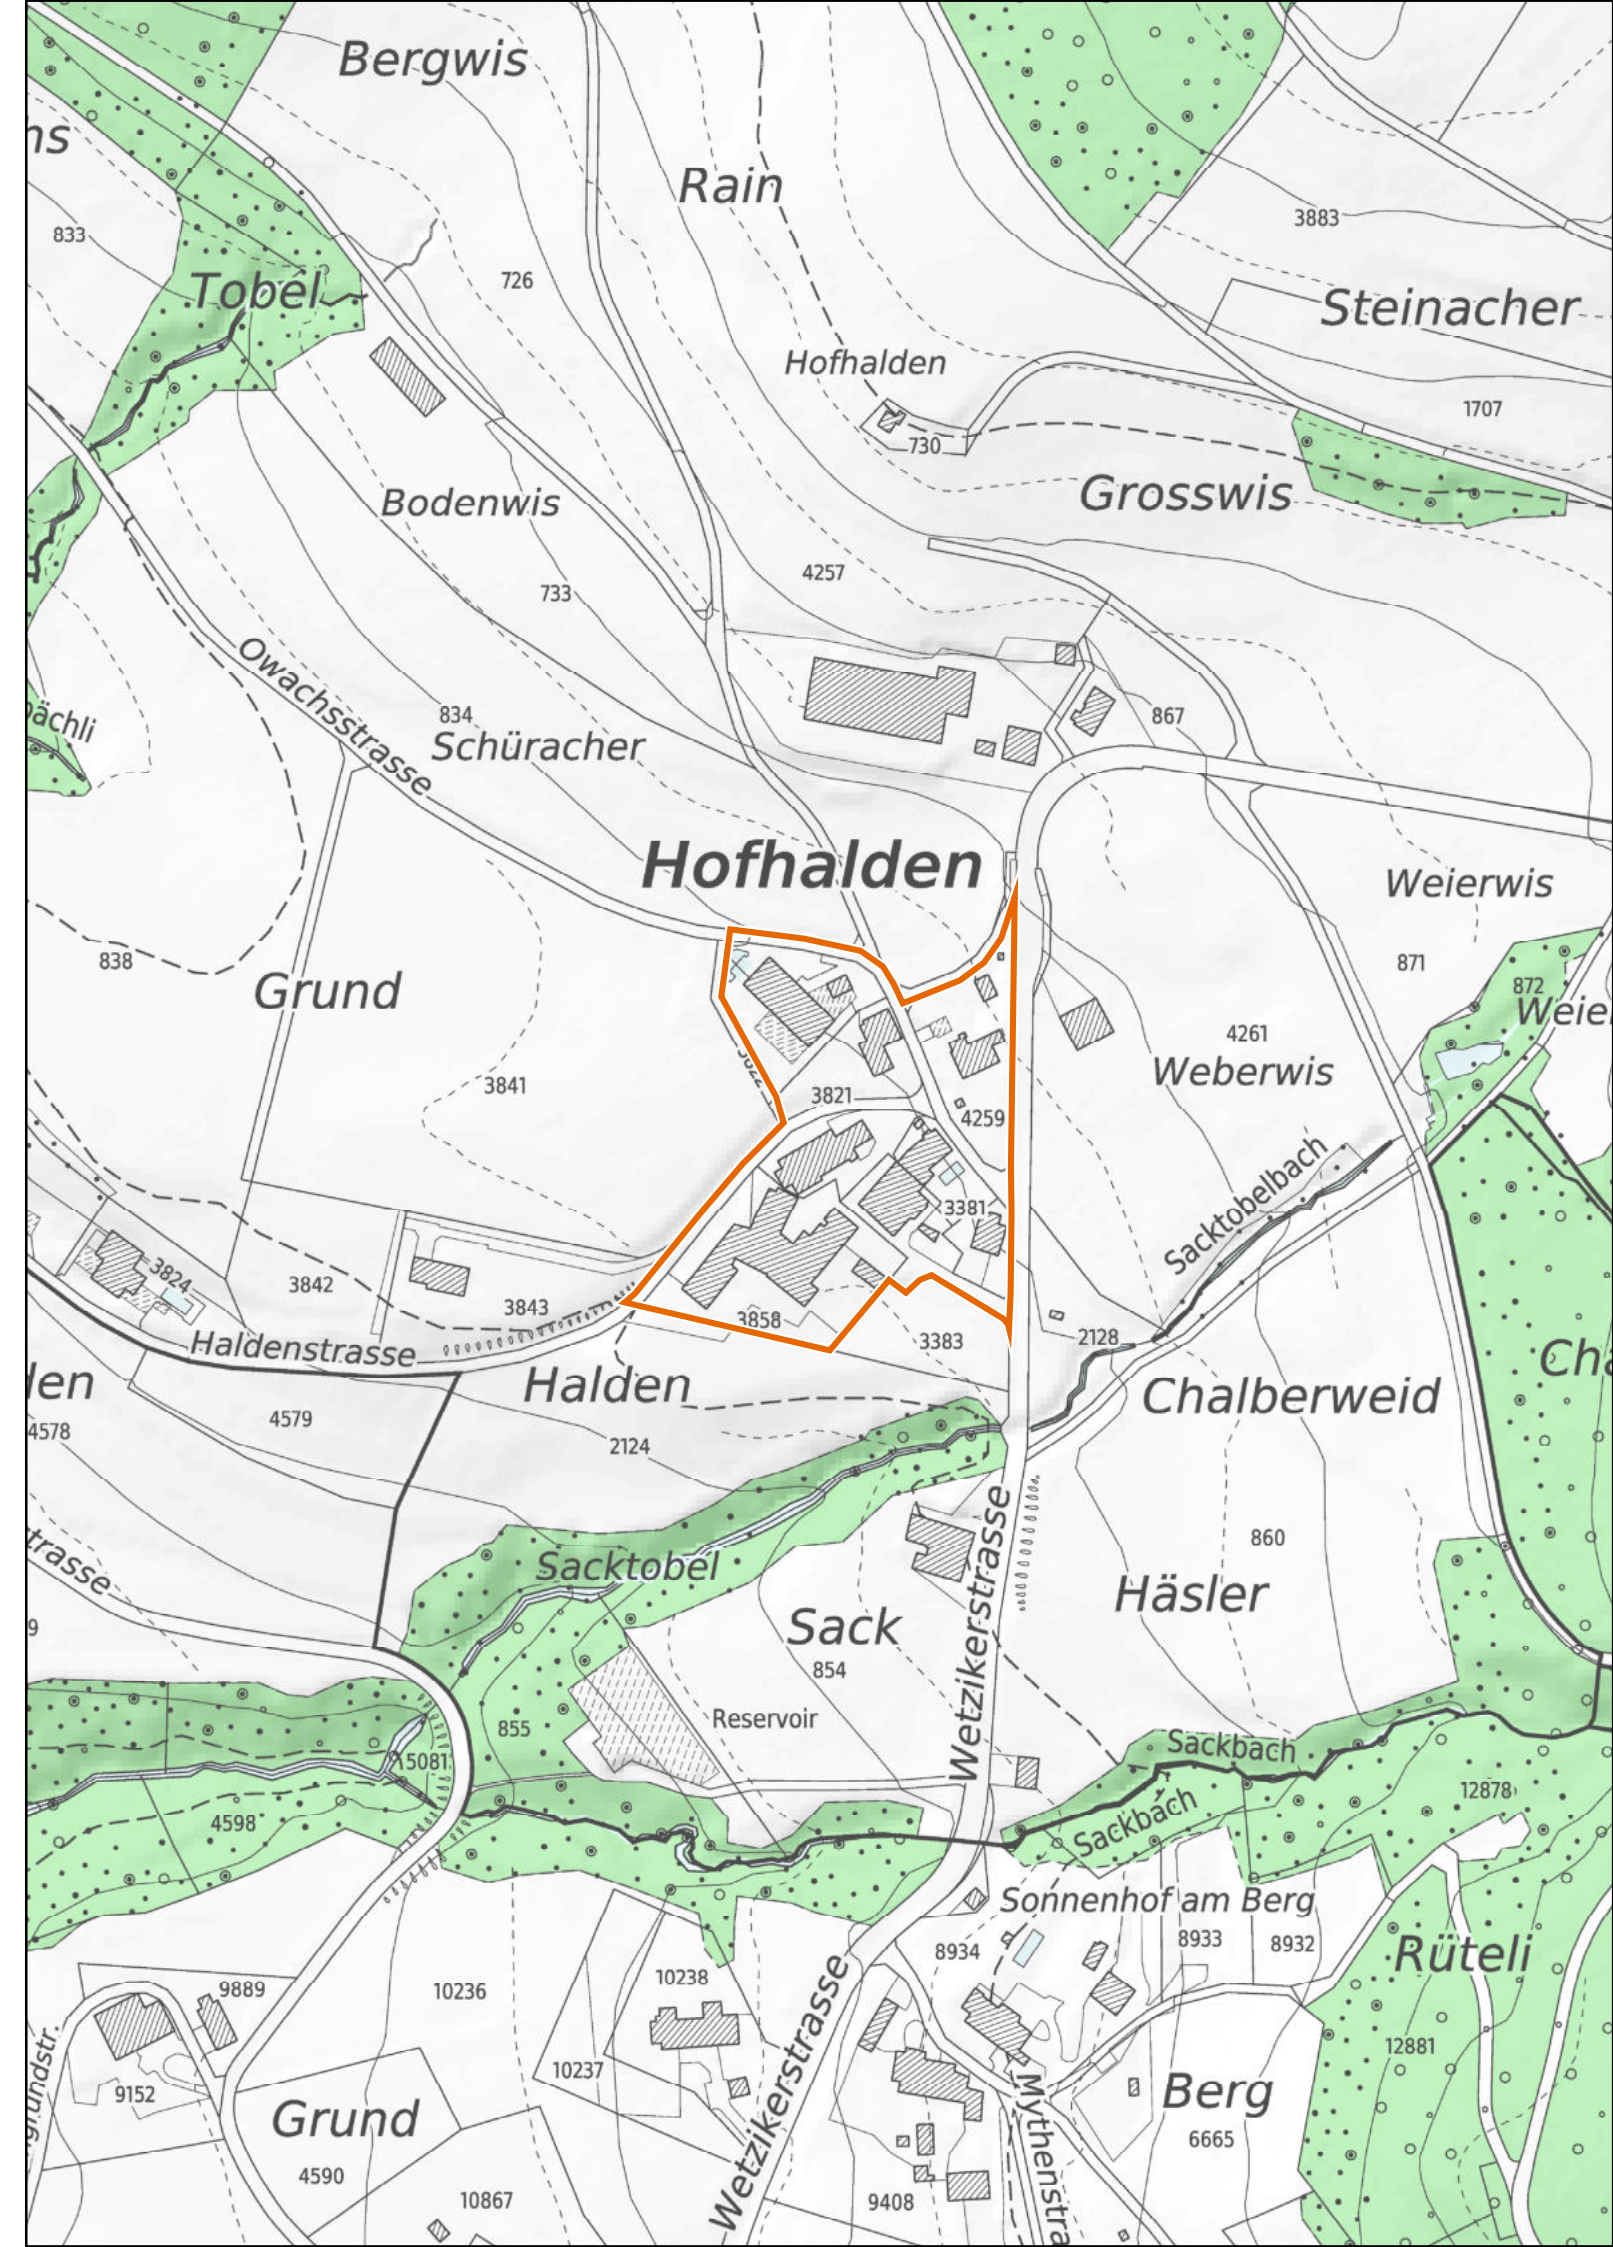 Bergwis
Rain
833
3883
726
Tobel
Steinacher
Hofhalden
1707
730
Grosswis
Bodenwis
4257
733
Owachsstrasse
834
867
Schüracher
Hofhalden
Weierwis
838
871
872
Grund
4261
Weberwis
3841
3821
3822
4259
Sacktobelbach
3381
3824
3842
3843
3858
3383
2128
Haldenstrasse
Halden
Chalberweid
4579
4578
2124
Wetzikerstrasse
860
Sacktobel
Häsler
Sack
854
Reservoir
855
5081
Sackbach
12878
Sackbach
4598
Sonnenhof am Berg
8934
8933
8932
Rüteli
9889
10236
10238
12881
10237
9152
Wetzikerstrasse
Berg
Grund
6665
4590
10867
9408